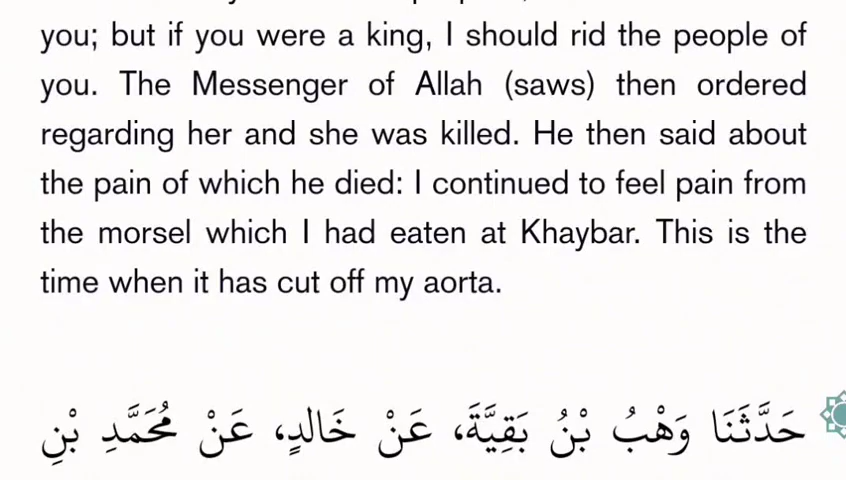 you; but if you were a king, I should rid the people of
you. The Messenger of Allah (saws) then ordered
regarding her and she was killed. He then said about
the pain of which he died: I continued to feel pain from
the morsel which I had eaten at Khaybar. This is the
time when it has cut off my aorta.
حَدَّثَنَا وَهْبُ بْنُ بَقِيَّةَ، عَنْ خَالِدٍ، عَنْ مُحَمَّدِ بْنِ